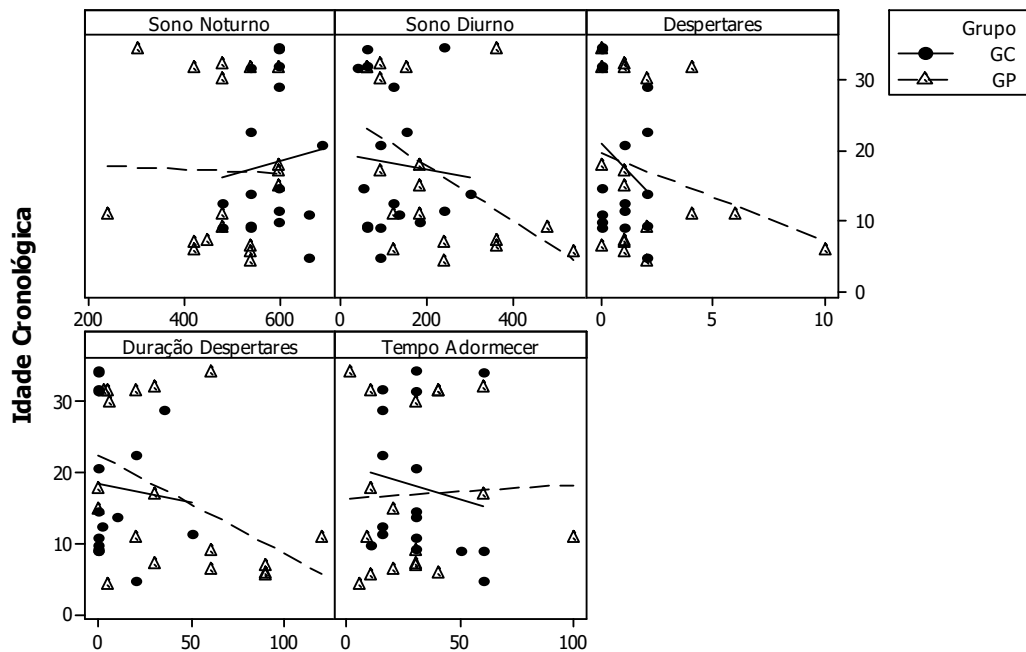 Sono Noturno Sono Diurno Despertares
Grupo
GC
GP
30
20
10
0
200 400 600 0 200 400 0 5 10
Duração Despertares Tempo Adormecer
Idade Cronológica
30
20
10
0
0 50 100 0 50 100